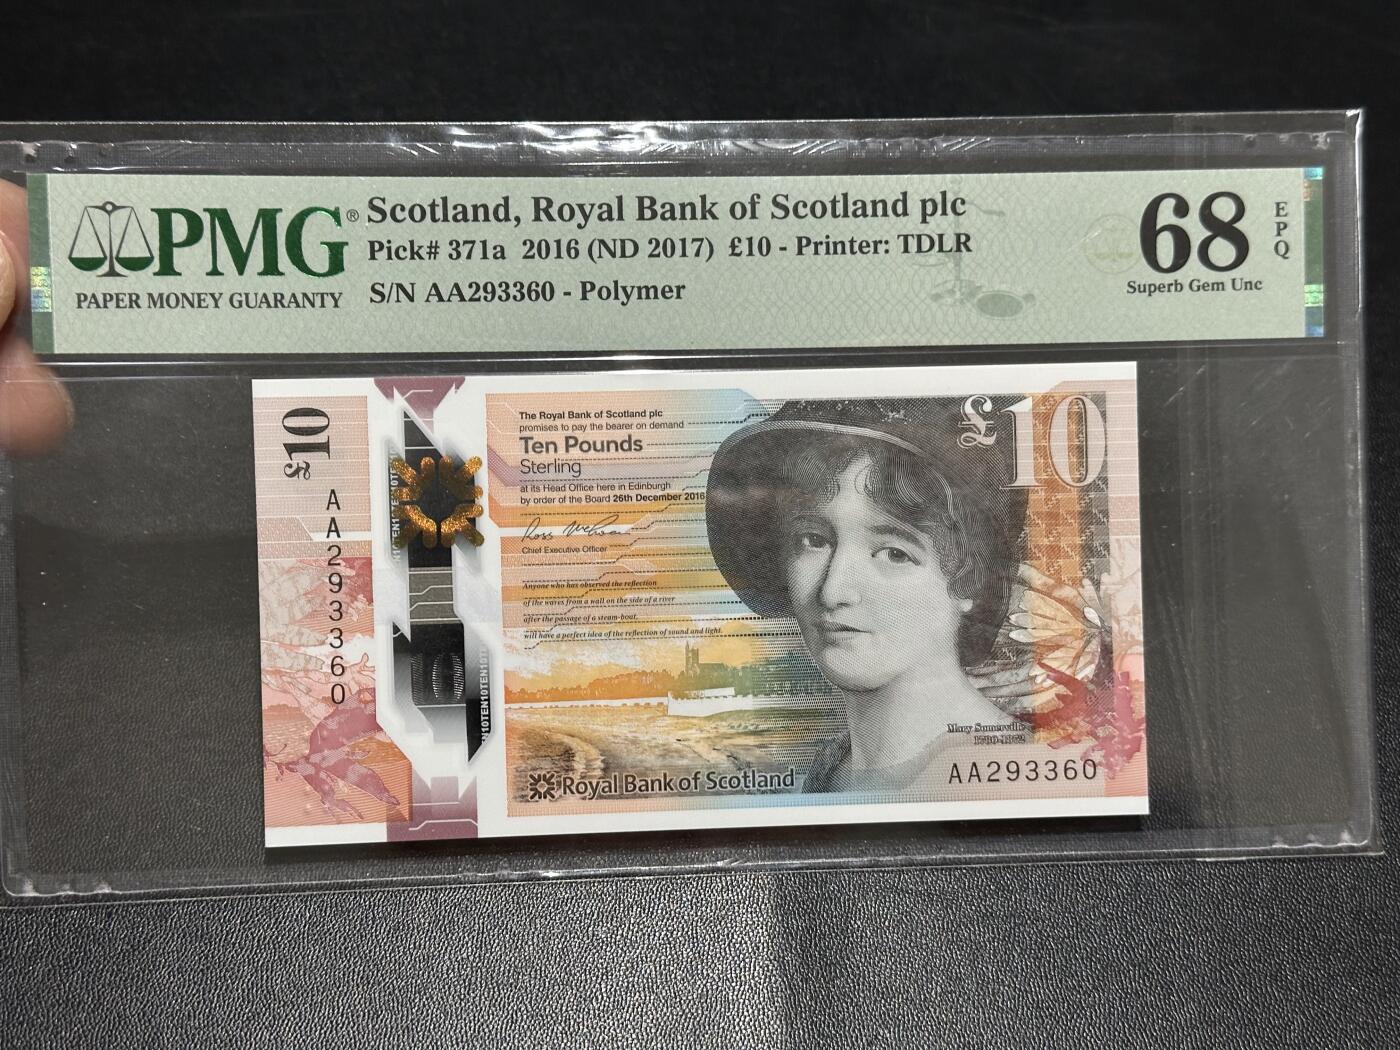 PMG®
PAPER MONEY GUARANTY
Scotland, Royal Bank of Scotland plc
Pick# 371a 2016 (ND 2017) £10 - Printer: TDLR
S/N AA293360 - Polymer
68
EPQ
Superb Gem Unc
£10
AA293360
The Royal Bank of Scotland plc
promises to pay the bearer on demand
Ten Pounds
Sterling
at its Head Office here in Edinburgh
by order of the Board 26th December 2016
Ross McEwan
Chief Executive Officer
Anyone who has observed the reflection
of the waves from a wall on the side of a river
after the passage of a steam-boat,
will have a perfect idea of the reflection of sound and light.
£10
Mary Somerville
1780-1872
Royal Bank of Scotland
AA293360